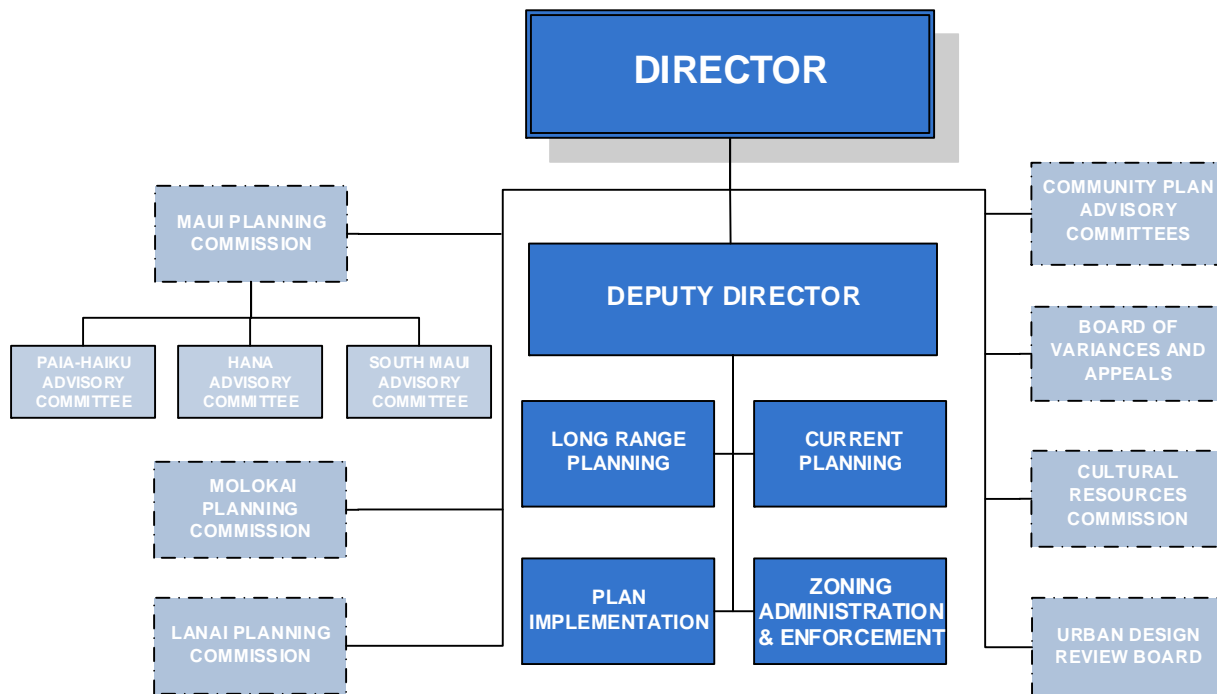 DIRECTOR
MAUI PLANNING
COMMISSION
COMMUNITY PLAN
ADVISORY
COMMITTEES
DEPUTY DIRECTOR
PAIA-HAIKU
ADVISORY
COMMITTEE
HANA
ADVISORY
COMMITTEE
SOUTH MAUI
ADVISORY
COMMITTEE
BOARD OF
VARIANCES AND
APPEALS
LONG RANGE
PLANNING
CURRENT
PLANNING
MOLOKAI
PLANNING
COMMISSION
CULTURAL
RESOURCES
COMMISSION
PLAN
IMPLEMENTATION
ZONING
ADMINISTRATION
& ENFORCEMENT
LANAI PLANNING
COMMISSION
URBAN DESIGN
REVIEW BOARD